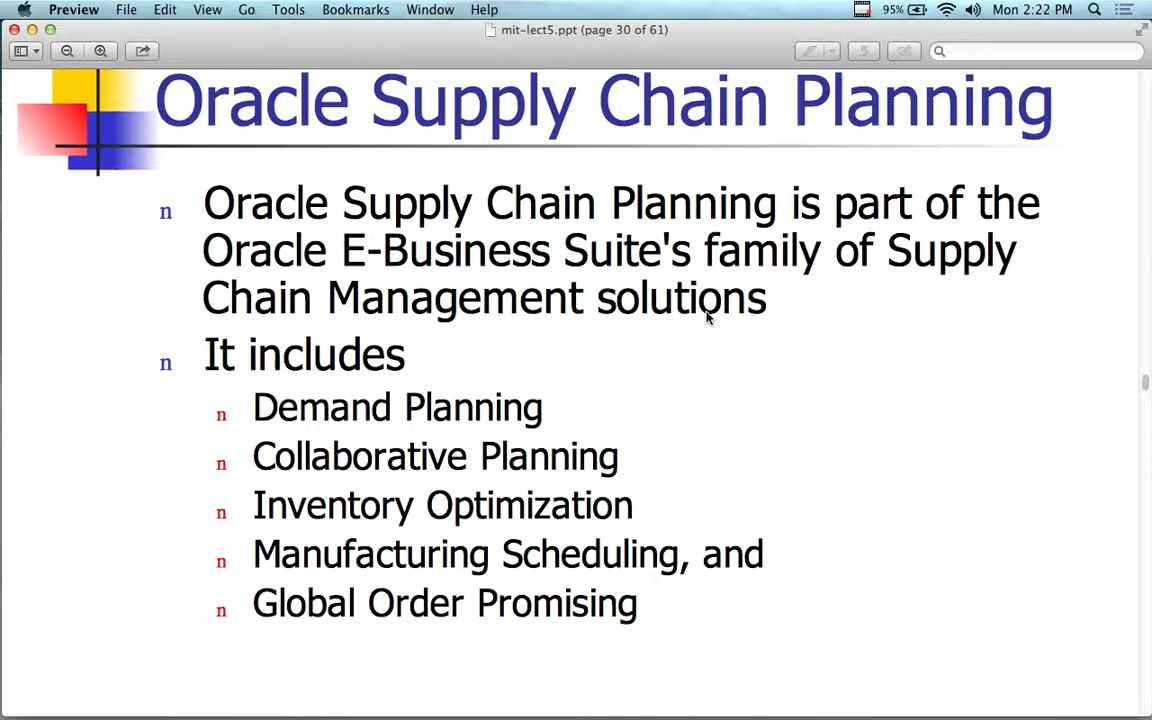 Preview File Edit View Go Tools Bookmarks Window Help 95% Mon 2:22 PM
mit-lect5.ppt (page 30 of 61)
Oracle Supply Chain Planning
n Oracle Supply Chain Planning is part of the
Oracle E-Business Suite's family of Supply
Chain Management solutions
n It includes
n Demand Planning
n Collaborative Planning
n Inventory Optimization
n Manufacturing Scheduling, and
n Global Order Promising